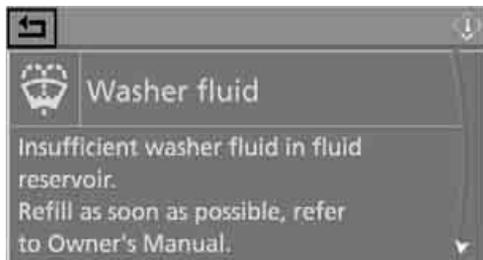 Washer fluid
Insufficient washer fluid in fluid
reservoir.
Refill as soon as possible, refer
to Owner's Manual.